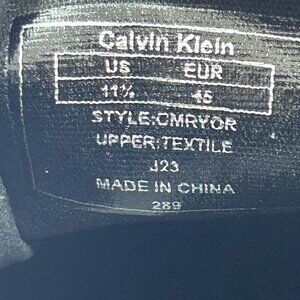 Calvin Klein
US EUR
11½ 45
STYLE:CMRYOR
UPPER:TEXTILE
J23
MADE IN CHINA
289